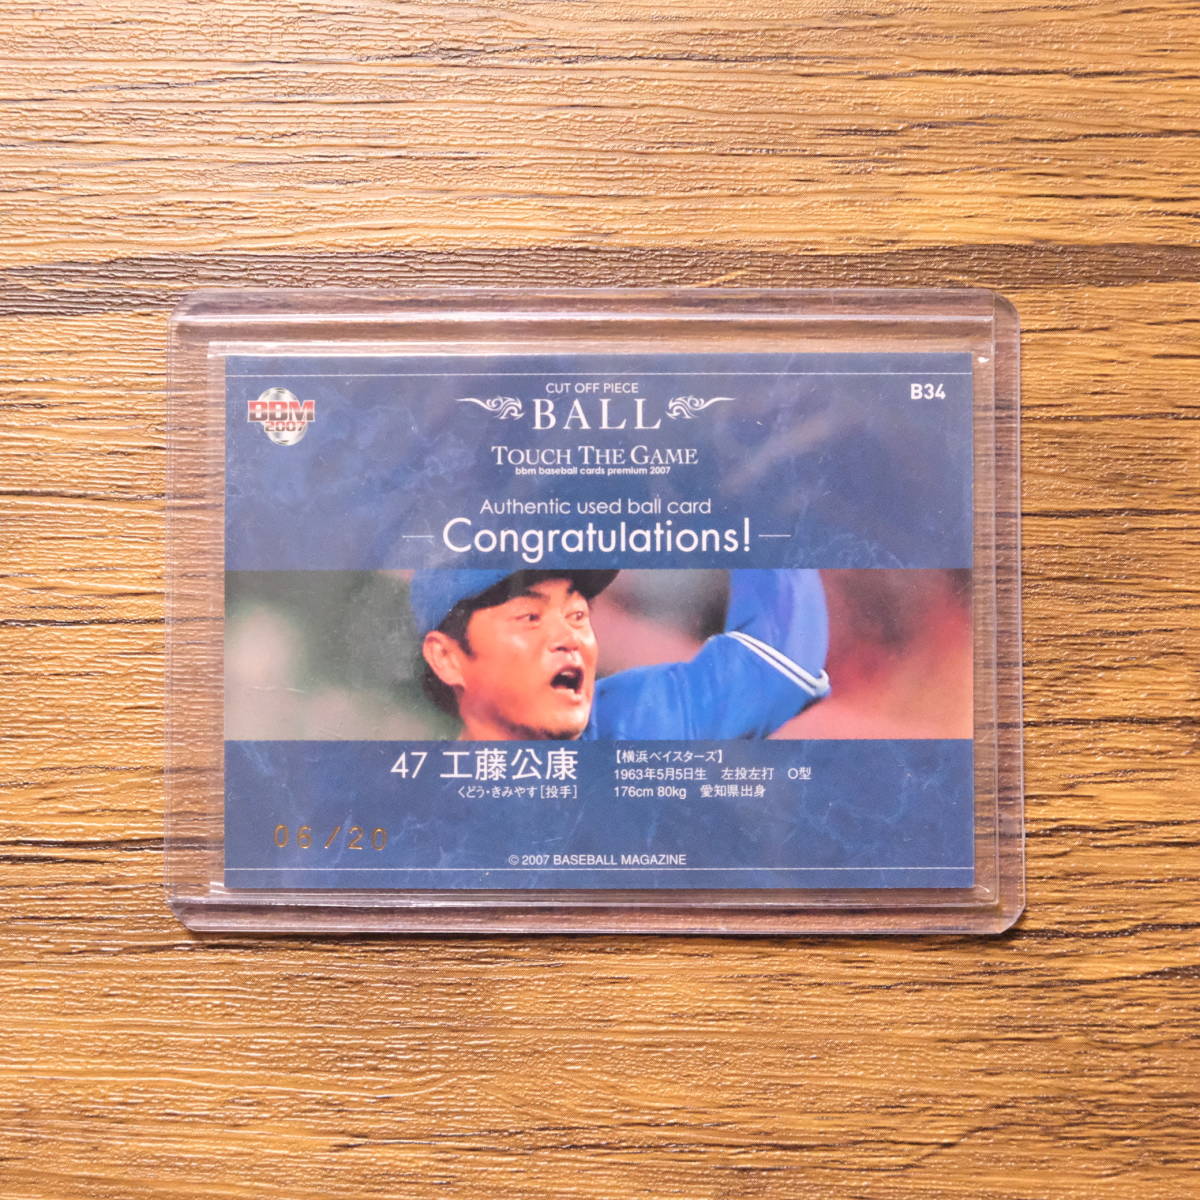 BBM
2007
CUT OFF PIECE
BALL
B34
TOUCH THE GAME
bbm baseball cards premium 2007
Authentic used ball card
Congratulations!
47 工藤公康
くどう・きみやす[投手]
【横浜ベイスターズ】
1963年5月5日生 左投左打 O型
176cm 80kg 愛知県出身
06/20
© 2007 BASEBALL MAGAZINE